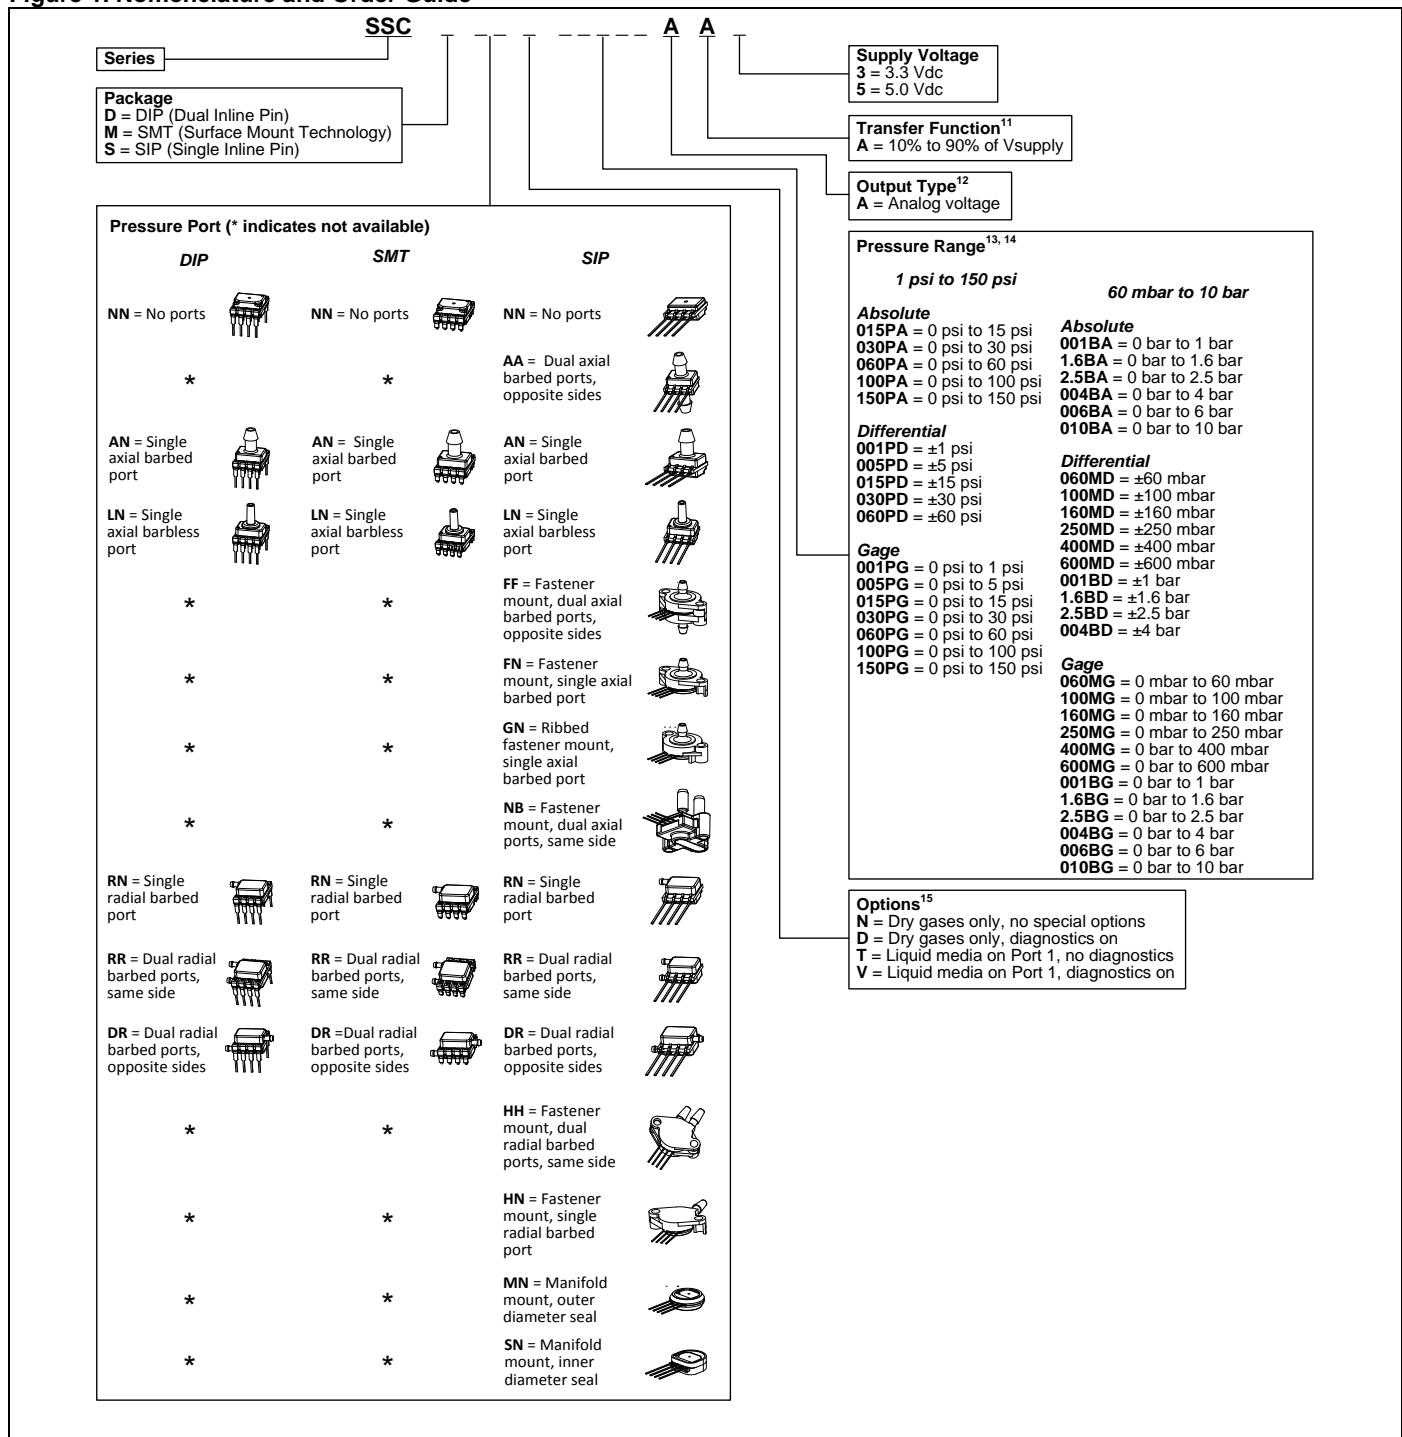 Figure 1. Nomenclature and Order Guide
SSC _ __ _ _____ A A _
Series
Package
D = DIP (Dual Inline Pin)
M = SMT (Surface Mount Technology)
S = SIP (Single Inline Pin)
Supply Voltage
3 = 3.3 Vdc
5 = 5.0 Vdc
Transfer Function11
A = 10% to 90% of Vsupply
Output Type12
A = Analog voltage
Pressure Port (* indicates not available)
DIP
SMT
SIP
NN = No ports
NN = No ports
NN = No ports
*
*
AA = Dual axial
barbed ports,
opposite sides
AN = Single
axial barbed
port
AN = Single
axial barbed
port
AN = Single
axial barbed
port
LN = Single
axial barbless
port
LN = Single
axial barbless
port
LN = Single
axial barbless
port
*
*
FF = Fastener
mount, dual axial
barbed ports,
opposite sides
*
*
FN = Fastener
mount, single axial
barbed port
*
*
GN = Ribbed
fastener mount,
single axial
barbed port
*
*
NB = Fastener
mount, dual axial
ports, same side
RN = Single
radial barbed
port
RN = Single
radial barbed
port
RN = Single
radial barbed
port
RR = Dual radial
barbed ports,
same side
RR = Dual radial
barbed ports,
same side
RR = Dual radial
barbed ports,
same side
DR = Dual radial
barbed ports,
opposite sides
DR =Dual radial
barbed ports,
opposite sides
DR = Dual radial
barbed ports,
opposite sides
*
*
HH = Fastener
mount, dual
radial barbed
ports, same side
*
*
HN = Fastener
mount, single
radial barbed
port
*
*
MN = Manifold
mount, outer
diameter seal
*
*
SN = Manifold
mount, inner
diameter seal
Pressure Range13, 14
1 psi to 150 psi
Absolute
015PA = 0 psi to 15 psi
030PA = 0 psi to 30 psi
060PA = 0 psi to 60 psi
100PA = 0 psi to 100 psi
150PA = 0 psi to 150 psi
Differential
001PD = ±1 psi
005PD = ±5 psi
015PD = ±15 psi
030PD = ±30 psi
060PD = ±60 psi
Gage
001PG = 0 psi to 1 psi
005PG = 0 psi to 5 psi
015PG = 0 psi to 15 psi
030PG = 0 psi to 30 psi
060PG = 0 psi to 60 psi
100PG = 0 psi to 100 psi
150PG = 0 psi to 150 psi
60 mbar to 10 bar
Absolute
001BA = 0 bar to 1 bar
1.6BA = 0 bar to 1.6 bar
2.5BA = 0 bar to 2.5 bar
004BA = 0 bar to 4 bar
006BA = 0 bar to 6 bar
010BA = 0 bar to 10 bar
Differential
060MD = ±60 mbar
100MD = ±100 mbar
160MD = ±160 mbar
250MD = ±250 mbar
400MD = ±400 mbar
600MD = ±600 mbar
001BD = ±1 bar
1.6BD = ±1.6 bar
2.5BD = ±2.5 bar
004BD = ±4 bar
Gage
060MG = 0 mbar to 60 mbar
100MG = 0 mbar to 100 mbar
160MG = 0 mbar to 160 mbar
250MG = 0 mbar to 250 mbar
400MG = 0 bar to 400 mbar
600MG = 0 bar to 600 mbar
001BG = 0 bar to 1 bar
1.6BG = 0 bar to 1.6 bar
2.5BG = 0 bar to 2.5 bar
004BG = 0 bar to 4 bar
006BG = 0 bar to 6 bar
010BG = 0 bar to 10 bar
Options15
N = Dry gases only, no special options
D = Dry gases only, diagnostics on
T = Liquid media on Port 1, no diagnostics
V = Liquid media on Port 1, diagnostics on